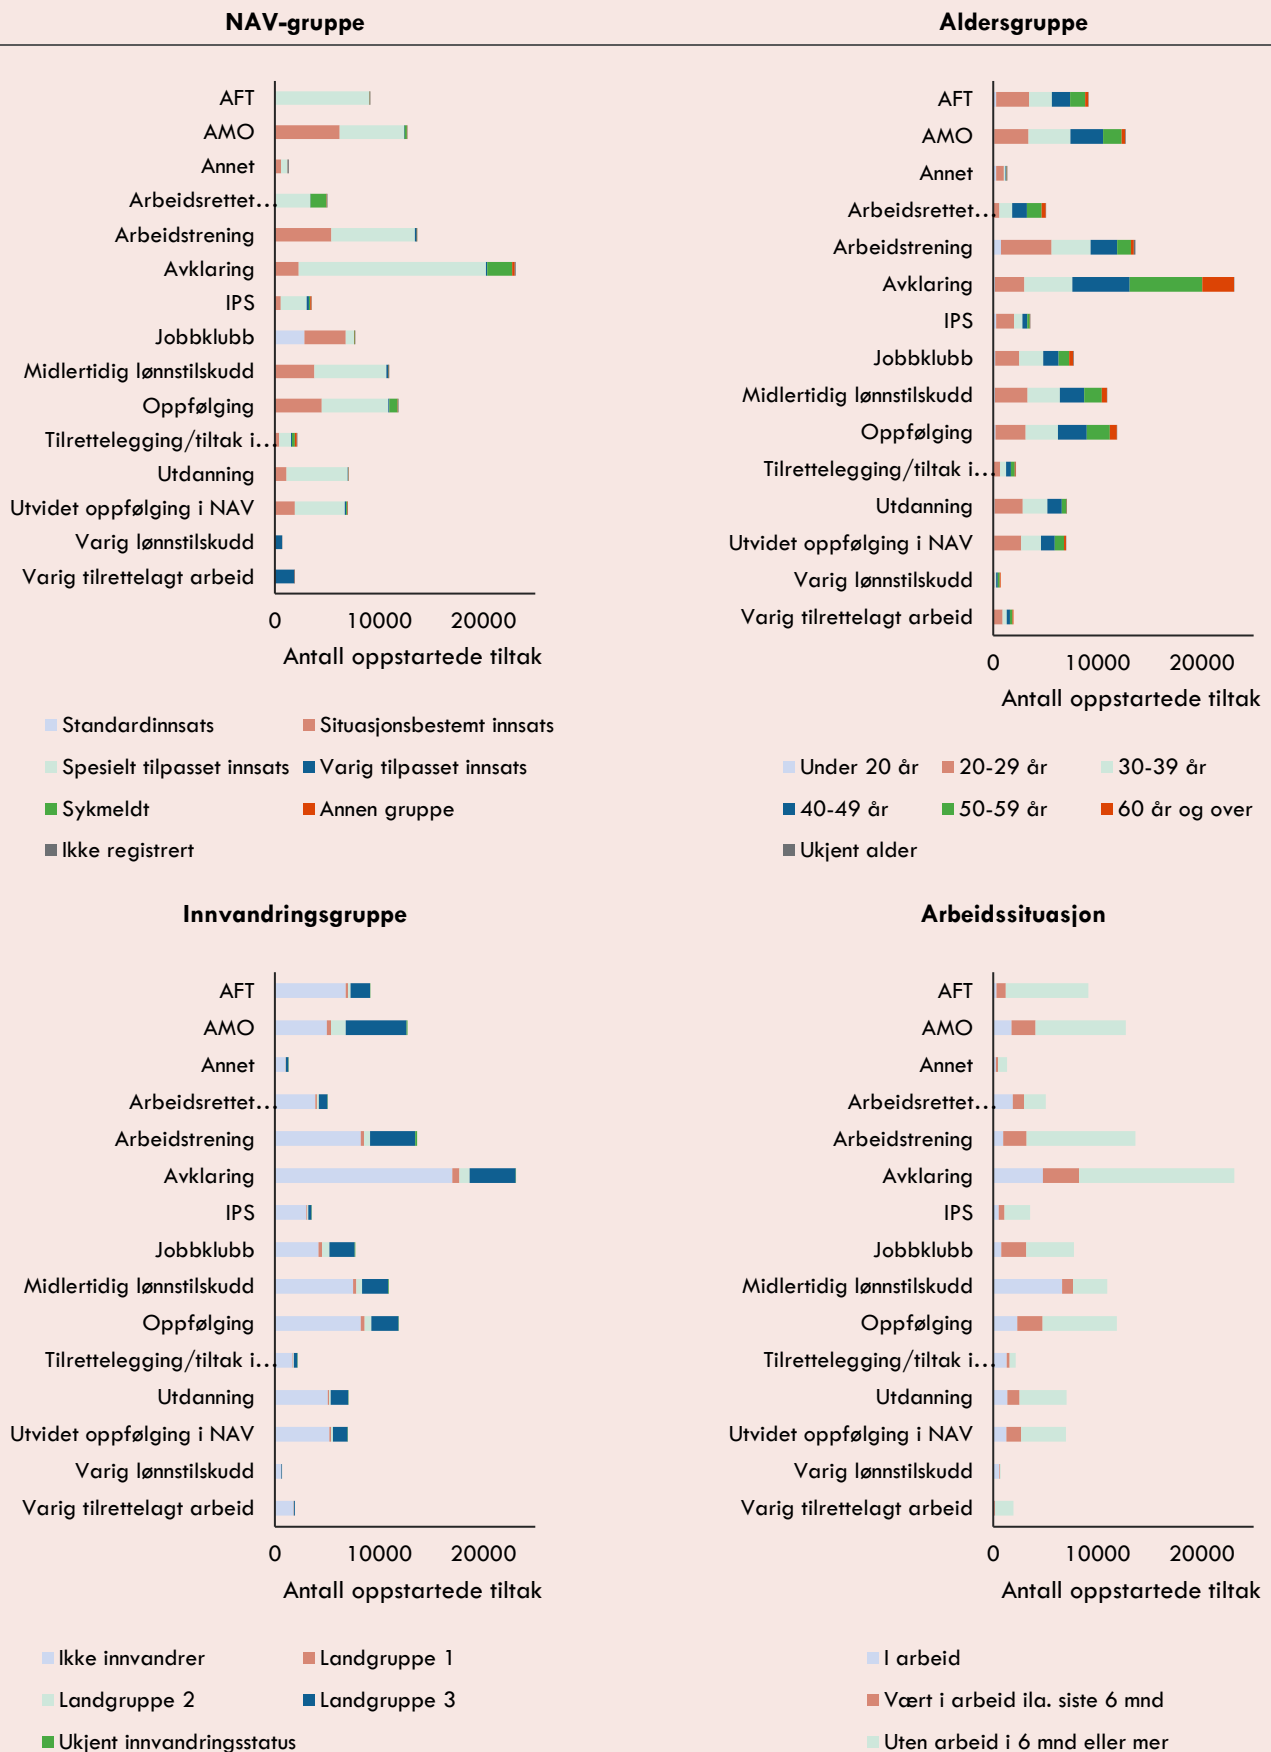 NAV-gruppe
AFT
AMO
Annet
Arbeidsrettet...
Arbeidstrening
Avklaring
IPS
Jobbklubb
Midlertidig lønnstilskudd
Oppfølging
Tilrettelegging/tiltak i...
Utdanning
Utvidet oppfølging i NAV
Varig lønnstilskudd
Varig tilrettelagt arbeid
0 10000 20000
Antall oppstartede tiltak
Standardinnsats Situasjonsbestemt innsats
Spesielt tilpasset innsats Varig tilpasset innsats
Sykmeldt Annen gruppe
Ikke registrert
Aldersgruppe
AFT
AMO
Annet
Arbeidsrettet...
Arbeidstrening
Avklaring
IPS
Jobbklubb
Midlertidig lønnstilskudd
Oppfølging
Tilrettelegging/tiltak i...
Utdanning
Utvidet oppfølging i NAV
Varig lønnstilskudd
Varig tilrettelagt arbeid
0 10000 20000
Antall oppstartede tiltak
Under 20 år 20-29 år 30-39 år
40-49 år 50-59 år 60 år og over
Ukjent alder
Innvandringsgruppe
AFT
AMO
Annet
Arbeidsrettet...
Arbeidstrening
Avklaring
IPS
Jobbklubb
Midlertidig lønnstilskudd
Oppfølging
Tilrettelegging/tiltak i...
Utdanning
Utvidet oppfølging i NAV
Varig lønnstilskudd
Varig tilrettelagt arbeid
0 10000 20000
Antall oppstartede tiltak
Ikke innvandrer Landgruppe 1
Landgruppe 2 Landgruppe 3
Ukjent innvandringsstatus
Arbeidssituasjon
AFT
AMO
Annet
Arbeidsrettet...
Arbeidstrening
Avklaring
IPS
Jobbklubb
Midlertidig lønnstilskudd
Oppfølging
Tilrettelegging/tiltak i...
Utdanning
Utvidet oppfølging i NAV
Varig lønnstilskudd
Varig tilrettelagt arbeid
0 10000 20000
Antall oppstartede tiltak
I arbeid
Vært i arbeid ila. siste 6 mnd
Uten arbeid i 6 mnd eller mer